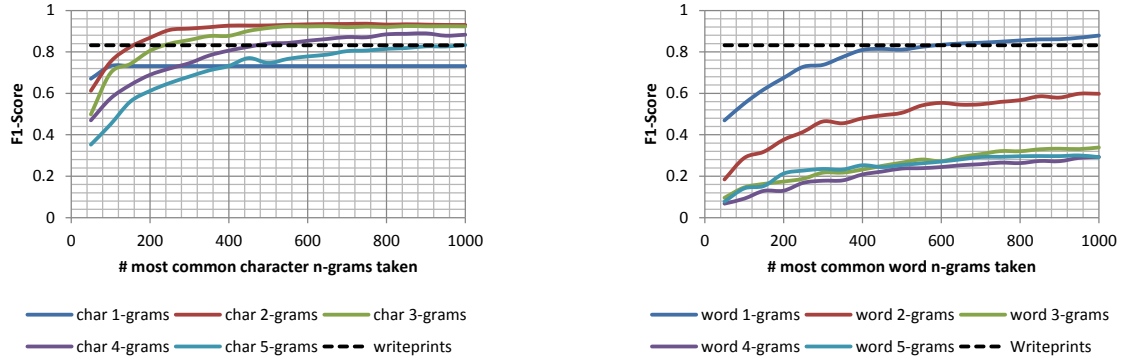 F1-Score
1
0.8
0.6
0.4
0.2
0
0 200 400 600 800 1000
# most common character n-grams taken
char 1-grams char 2-grams char 3-grams
char 4-grams char 5-grams writeprints
F1-Score
1
0.8
0.6
0.4
0.2
0
0 200 400 600 800 1000
# most common word n-grams taken
word 1-grams word 2-grams word 3-grams
word 4-grams word 5-grams Writeprints